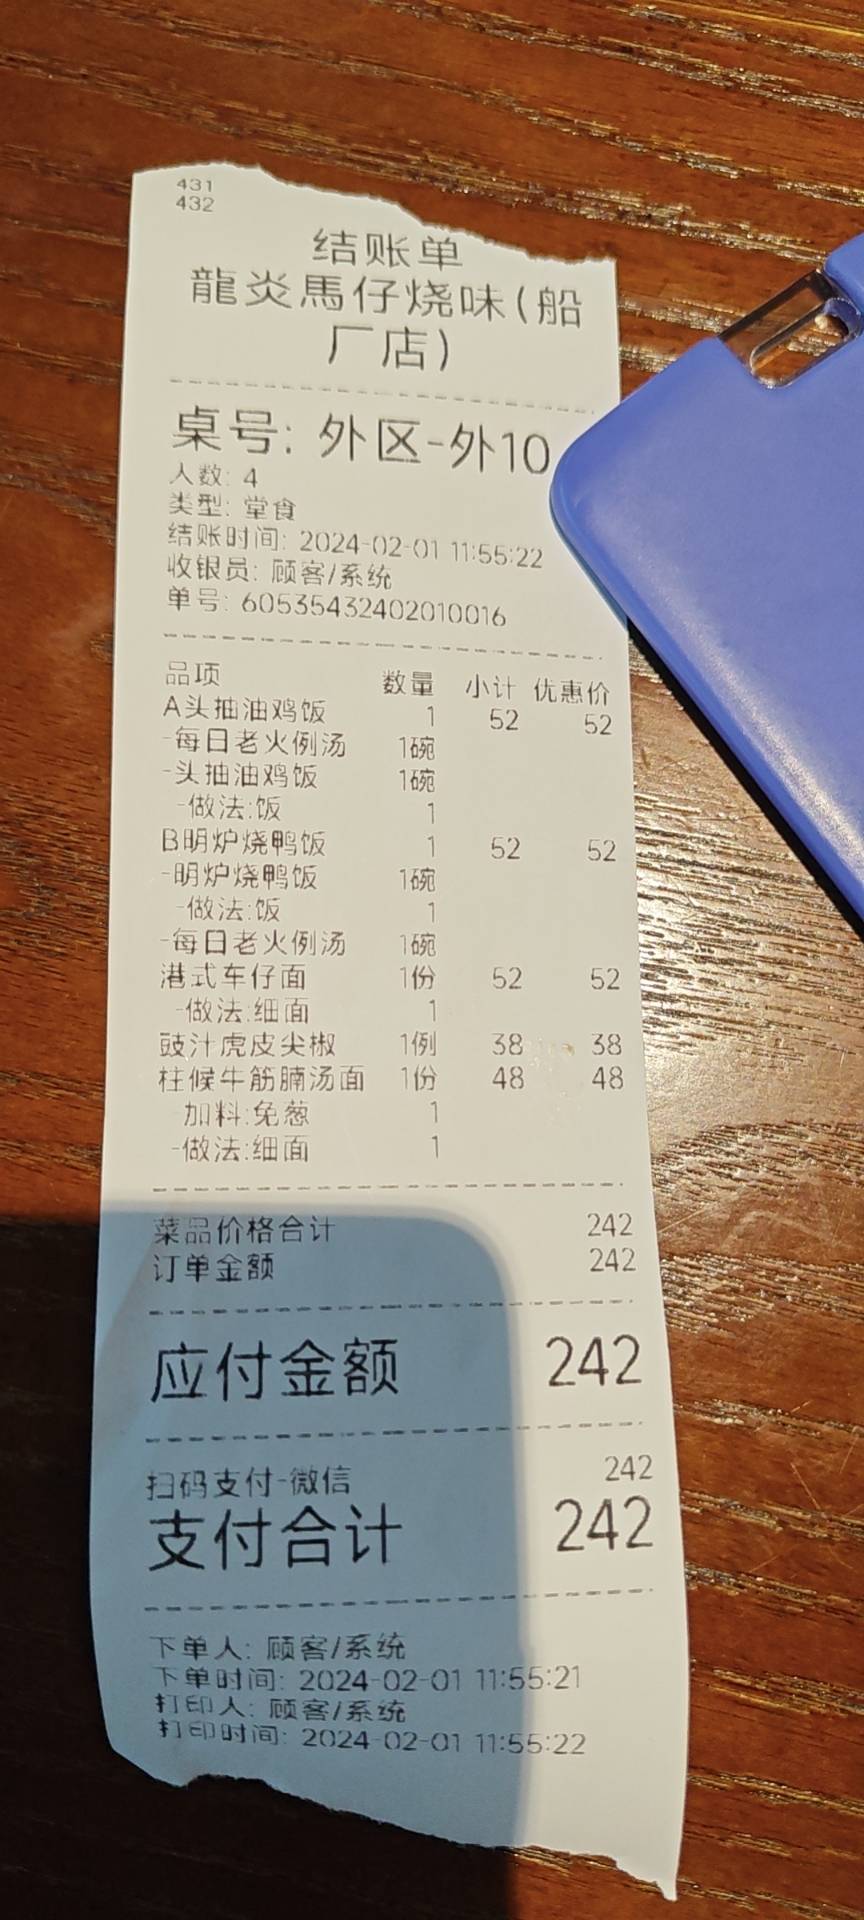 431
432
结账单
龍炎馬仔烧味(船
厂店)
桌号: 外区-外10
人数: 4
类型: 堂食
结账时间: 2024-02-01 11:55:22
收银员: 顾客/系统
单号: 60535432402010016
品项 数量 小计 优惠价
A头抽油鸡饭 1 52 52
-每日老火例汤 1碗
-头抽油鸡饭 1碗
-做法:饭 1
B明炉烧鸭饭 1 52 52
-明炉烧鸭饭 1碗
-做法:饭 1
-每日老火例汤 1碗
港式车仔面 1份 52 52
-做法:细面 1
豉汁虎皮尖椒 1例 38 38
柱候牛筋腩汤面 1份 48 48
加料:免葱 1
-做法:细面 1
菜品价格合计 242
订单金额 242
应付金额 242
扫码支付-微信 242
支付合计 242
下单人: 顾客/系统
下单时间: 2024-02-01 11:55:21
打印人: 顾客/系统
打印时间: 2024-02-01 11:55:22